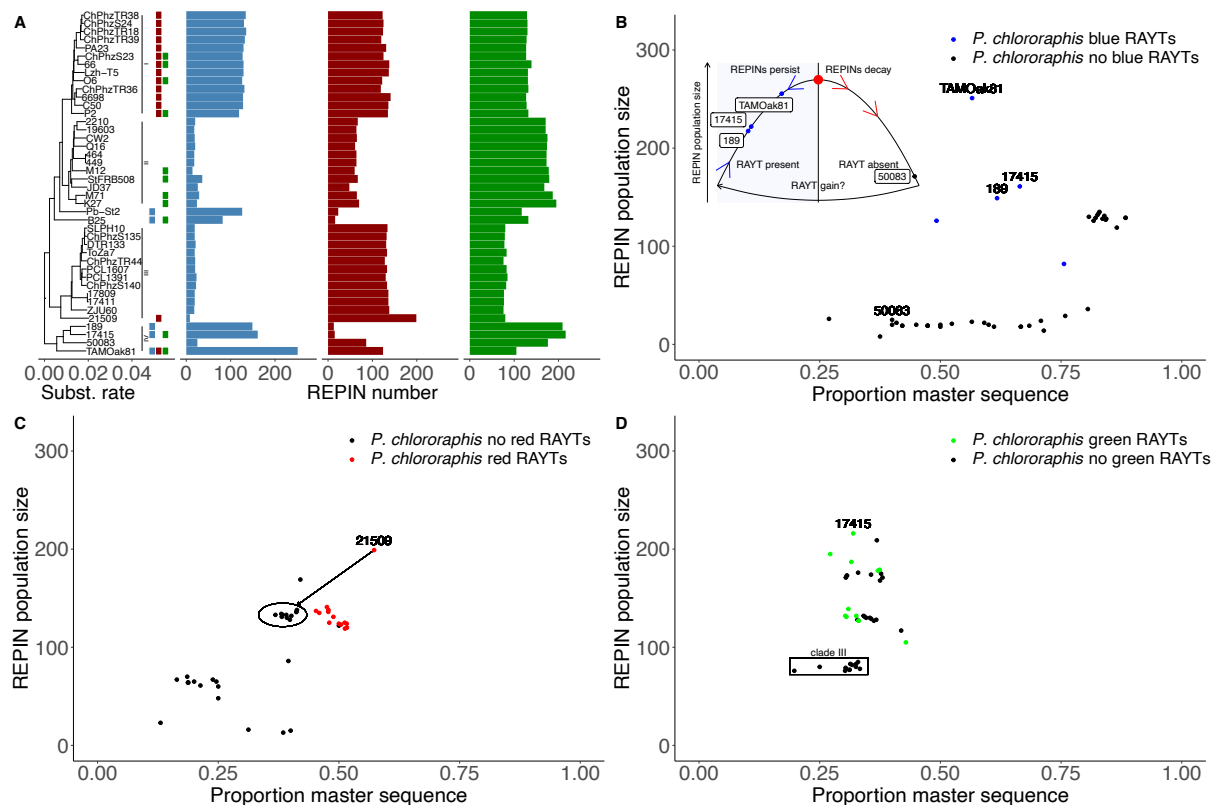 A
ChPhzTR38
ChPhzS24
ChPhzTR18
ChPhzTR39
PA23
ChPhzS23
66
Lzh-T5
O6
ChPhzTR36
6698
C50
P2
2210
19603
CW2
Q16
464
449
M12
StFRB508
JD37
M71
K27
Pb-St2
B25
SLPH10
ChPhzS135
DTR133
ToZa7
ChPhzTR44
PCL1607
PCL1391
ChPhzS140
17809
17411
ZJU60
21509
189
17415
50083
TAMOak81
I
II
III
IV
0.00 0.02 0.04
Subst. rate
0 100 200
0 100 200
0 100 200
REPIN number
B
P. chlororaphis blue RAYTs
P. chlororaphis no blue RAYTs
REPIN population size
300
200
100
0
REPINs persist
REPINs decay
TAMOak81
17415
189
RAYT present
RAYT absent
50083
RAYT gain?
REPIN population size
TAMOak81
17415
189
50083
0.00 0.25 0.50 0.75 1.00
Proportion master sequence
C
P. chlororaphis no red RAYTs
P. chlororaphis red RAYTs
REPIN population size
300
200
100
0
21509
0.00 0.25 0.50 0.75 1.00
Proportion master sequence
D
P. chlororaphis green RAYTs
P. chlororaphis no green RAYTs
REPIN population size
300
200
100
0
17415
clade III
0.00 0.25 0.50 0.75 1.00
Proportion master sequence